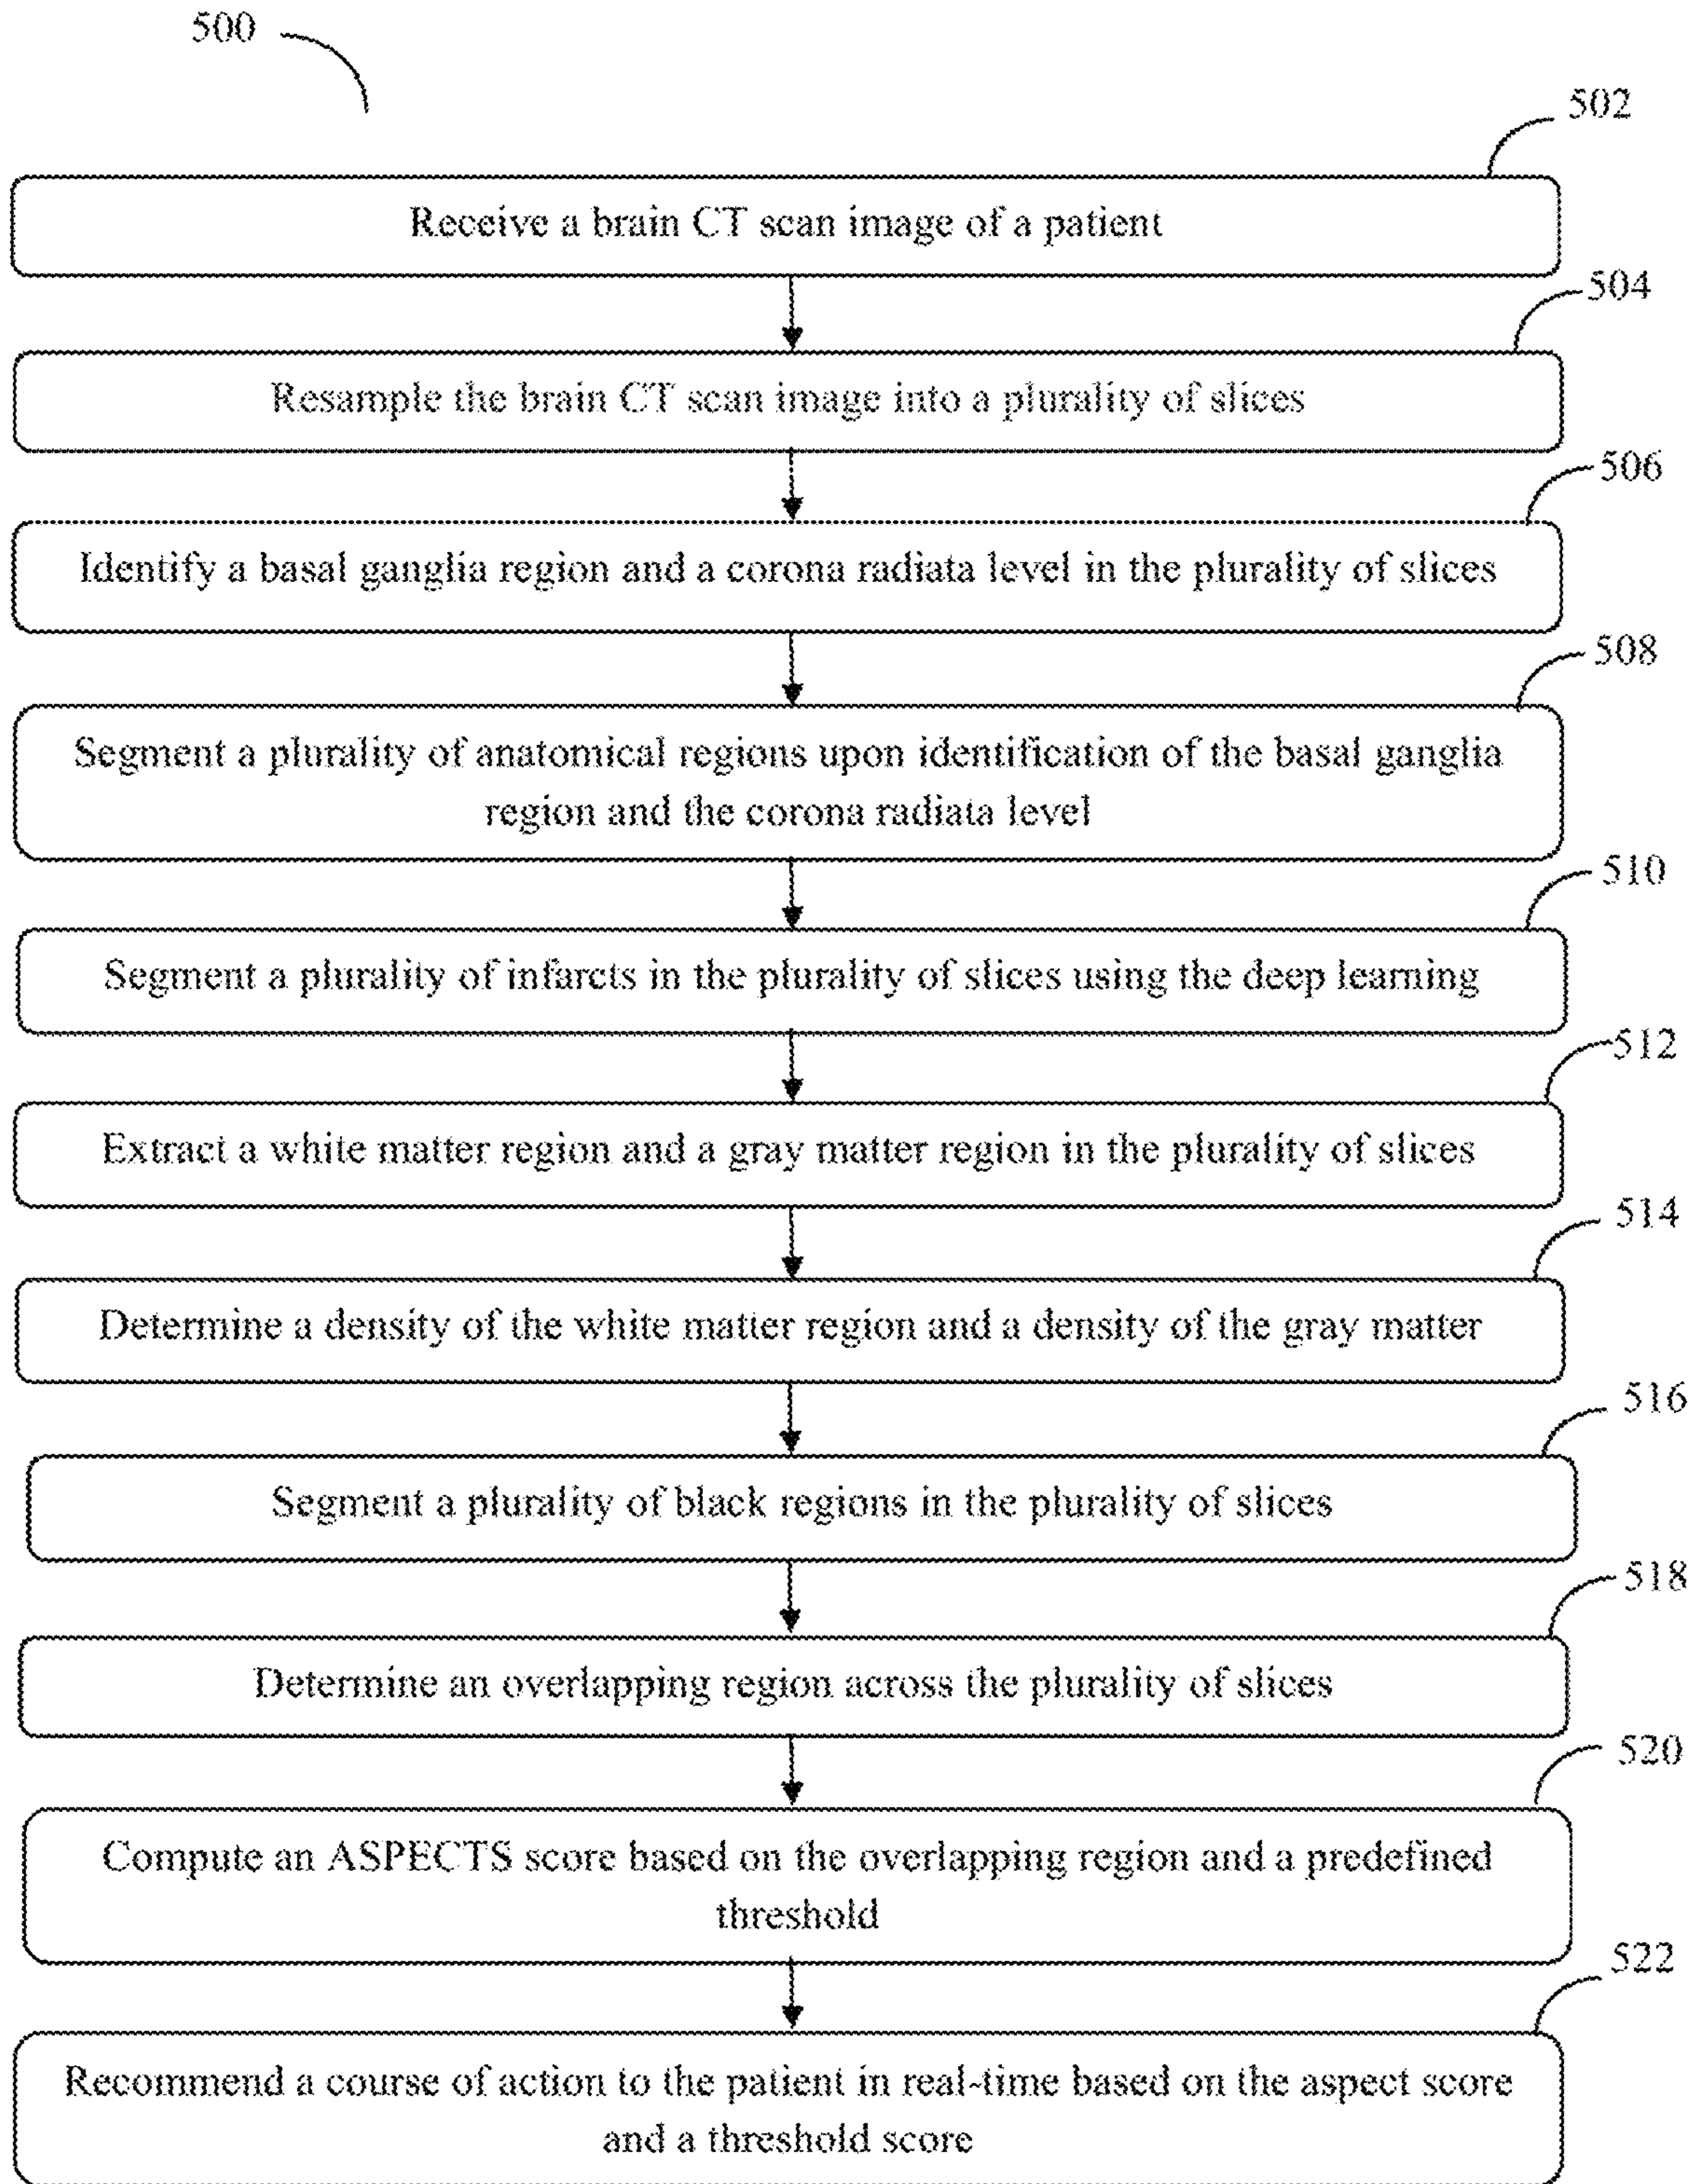 500
502
Receive a brain CT scan image of a patient
504
Resample the brain CT scan image into a plurality of slices
506
Identify a basal ganglia region and a corona radiata level in the plurality of slices
508
Segment a plurality of anatomical regions upon identification of the basal ganglia
region and the corona radiata level
510
Segment a plurality of infarcts in the plurality of slices using the deep learning
512
Extract a white matter region and a gray matter region in the plurality of slices
514
Determine a density of the white matter region and a density of the gray matter
516
Segment a plurality of black regions in the plurality of slices
518
Determine an overlapping region across the plurality of slices
520
Compute an ASPECTS score based on the overlapping region and a predefined
threshold
522
Recommend a course of action to the patient in real-time based on the aspect score
and a threshold score